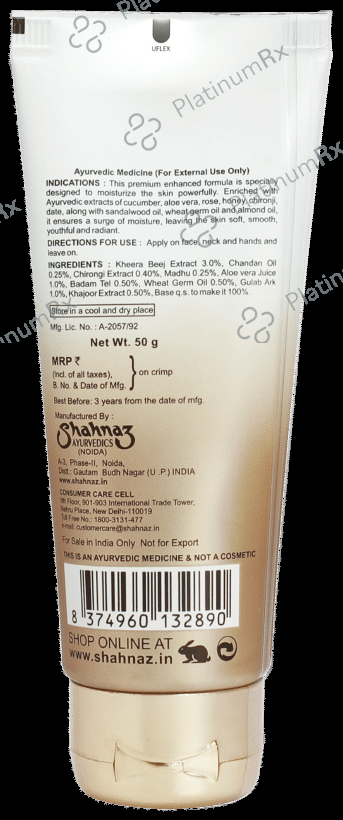 UFLEX
PlatinumRx
Ayurvedic Medicine (For External Use Only)
INDICATIONS : This premium enhanced formula is specially
designed to moisturize the skin powerfully. Enriched with
Ayurvedic extracts of cucumber, aloe vera, rose, honey, chironji,
date, along with sandalwood oil, wheat germ oil and almond oil,
it ensures a surge of moisture, leaving the skin soft, smooth,
youthful and radiant.
DIRECTIONS FOR USE : Apply on face, neck and hands and
leave on.
INGREDIENTS : Kheera Beej Extract 3.0%, Chandan Oil
0.25%, Chirongi Extract 0.40%, Madhu 0.25%, Aloe vera Juice
1.0%, Badam Tel 0.50%, Wheat Germ Oil 0.50%, Gulab Ark
1.0%, Khajoor Extract 0.50%, Base q.s. to make it 100%.
Store in a cool and dry place
Mfg. Lic. No. : A-2057/92
Net Wt. 50 g
MRP ₹
(Incl. of all taxes),
B. No. & Date of Mfg.
on crimp
Best Before: 3 years from the date of mfg.
Manufactured By :
Shahnaz
AYURVEDICS
(NOIDA)
A-3, Phase-II, Noida,
Dist.: Gautam Budh Nagar (U .P.) INDIA
www.shahnaz.in
CONSUMER CARE CELL
9th Floor, 901-903 International Trade Tower,
Nehru Place, New Delhi-110019
Toll Free No.: 1800-3131-477
e-mail: customercare@shahnaz.in
For Sale in India Only Not for Export
THIS IS AN AYURVEDIC MEDICINE & NOT A COSMETIC
8 374960 132890
SHOP ONLINE AT
www.shahnaz.in